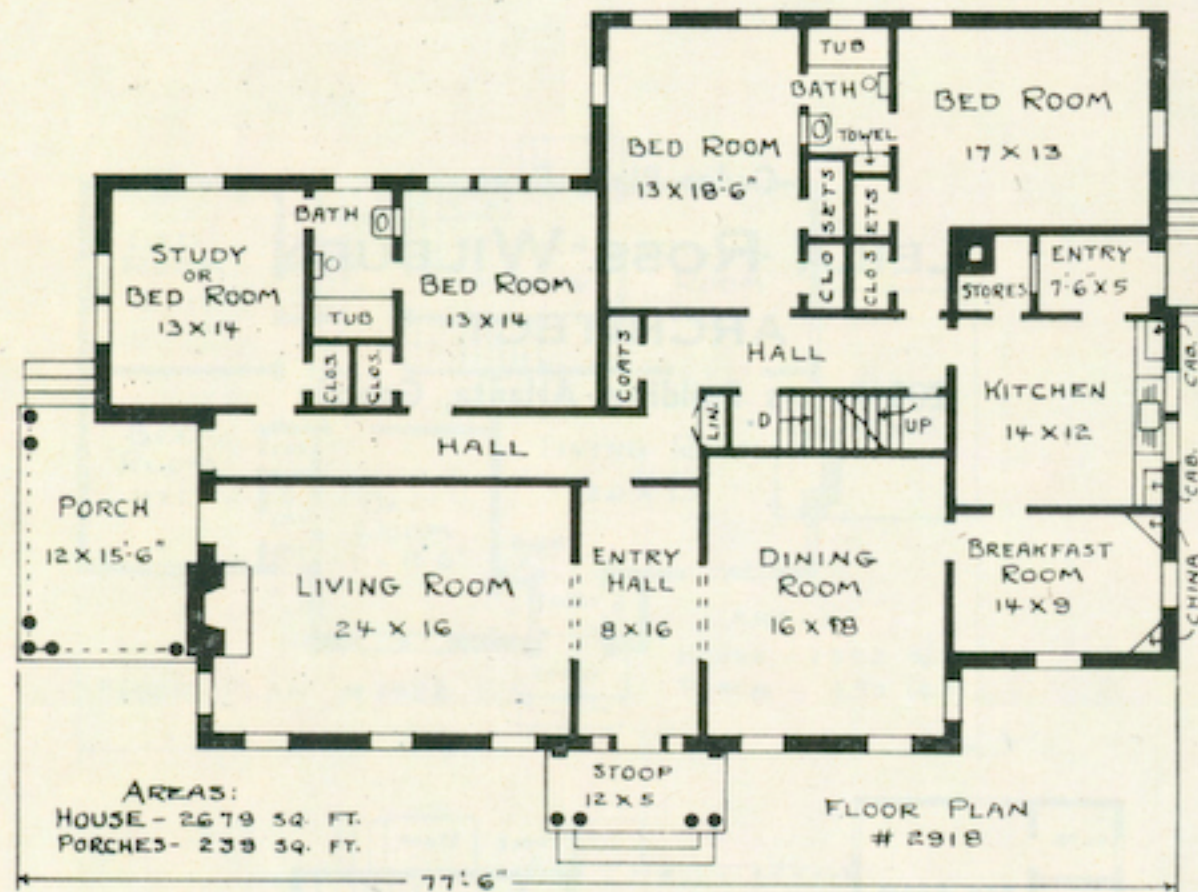 TUB
BATH
TOWEL
BED ROOM
17 X 13
BED ROOM
13 X 18'-6"
CLOSETS
CLOSETS
BATH
TUB
STUDY
OR
BED ROOM
13 X 14
BED ROOM
13 X 14
CLOS.
CLOS.
STORES
ENTRY
7'-6 X 5
COATS
HALL
LIN.
D
UP
KITCHEN
14 X 12
CAB.
CAB.
HALL
PORCH
12 X 15'-6"
LIVING ROOM
24 X 16
ENTRY
HALL
8 X 16
DINING
ROOM
16 X 18
BREAKFAST
ROOM
14 X 9
CHINA
STOOP
12 X 5
AREAS:
HOUSE - 2679 SQ. FT.
PORCHES - 239 SQ. FT.
FLOOR PLAN
# 2918
77'-6"